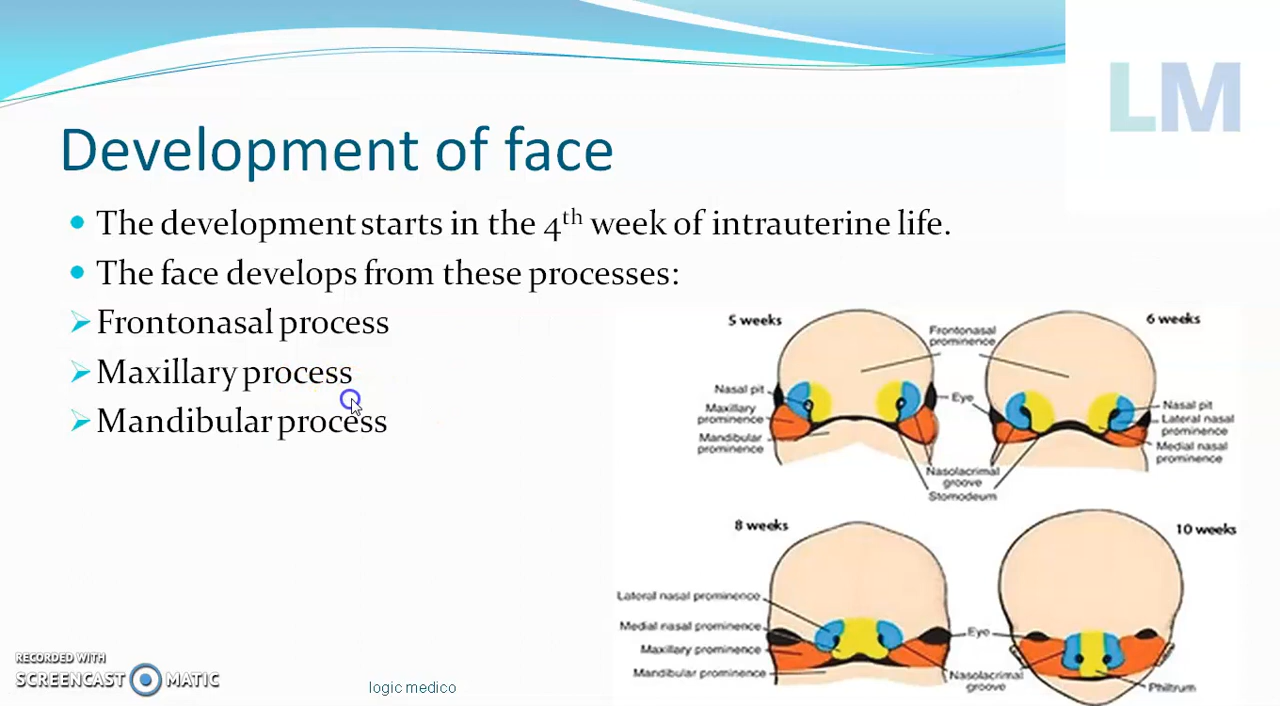 LM
Development of face
The development starts in the 4th week of intrauterine life.
The face develops from these processes:
Frontonasal process
Maxillary process
Mandibular process
5 weeks
Frontonasal
prominence
6 weeks
Nasal pit
Maxillary
prominence
Mandibular
prominence
Eye
Nasal pit
Lateral nasal
prominence
Medial nasal
prominence
Nasolacrimal
groove
Stomodeum
8 weeks
10 weeks
Lateral nasal prominence
Medial nasal prominence
Maxillary prominence
Mandibular prominence
Eye
Nasolacrimal
groove
Philtrum
RECORDED WITH
SCREENCAST MATIC
logic medico